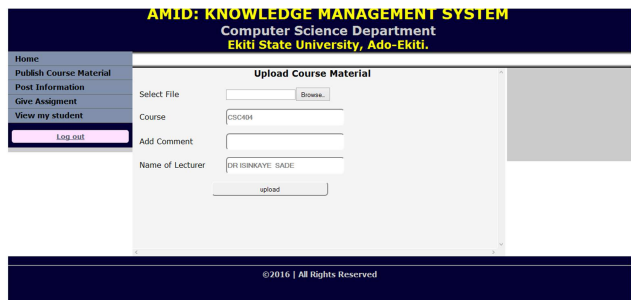 AMID: KNOWLEDGE MANAGEMENT SYSTEM
Computer Science Department
Ekiti State University, Ado-Ekiti.
Home
Publish Course Material
Post Information
Give Assigment
View my student
Log out
Upload Course Material
Select File
Browse..
Course
CSC404
Add Comment
Name of Lecturer
DR ISINKAYE SADE
upload
©2016 | All Rights Reserved